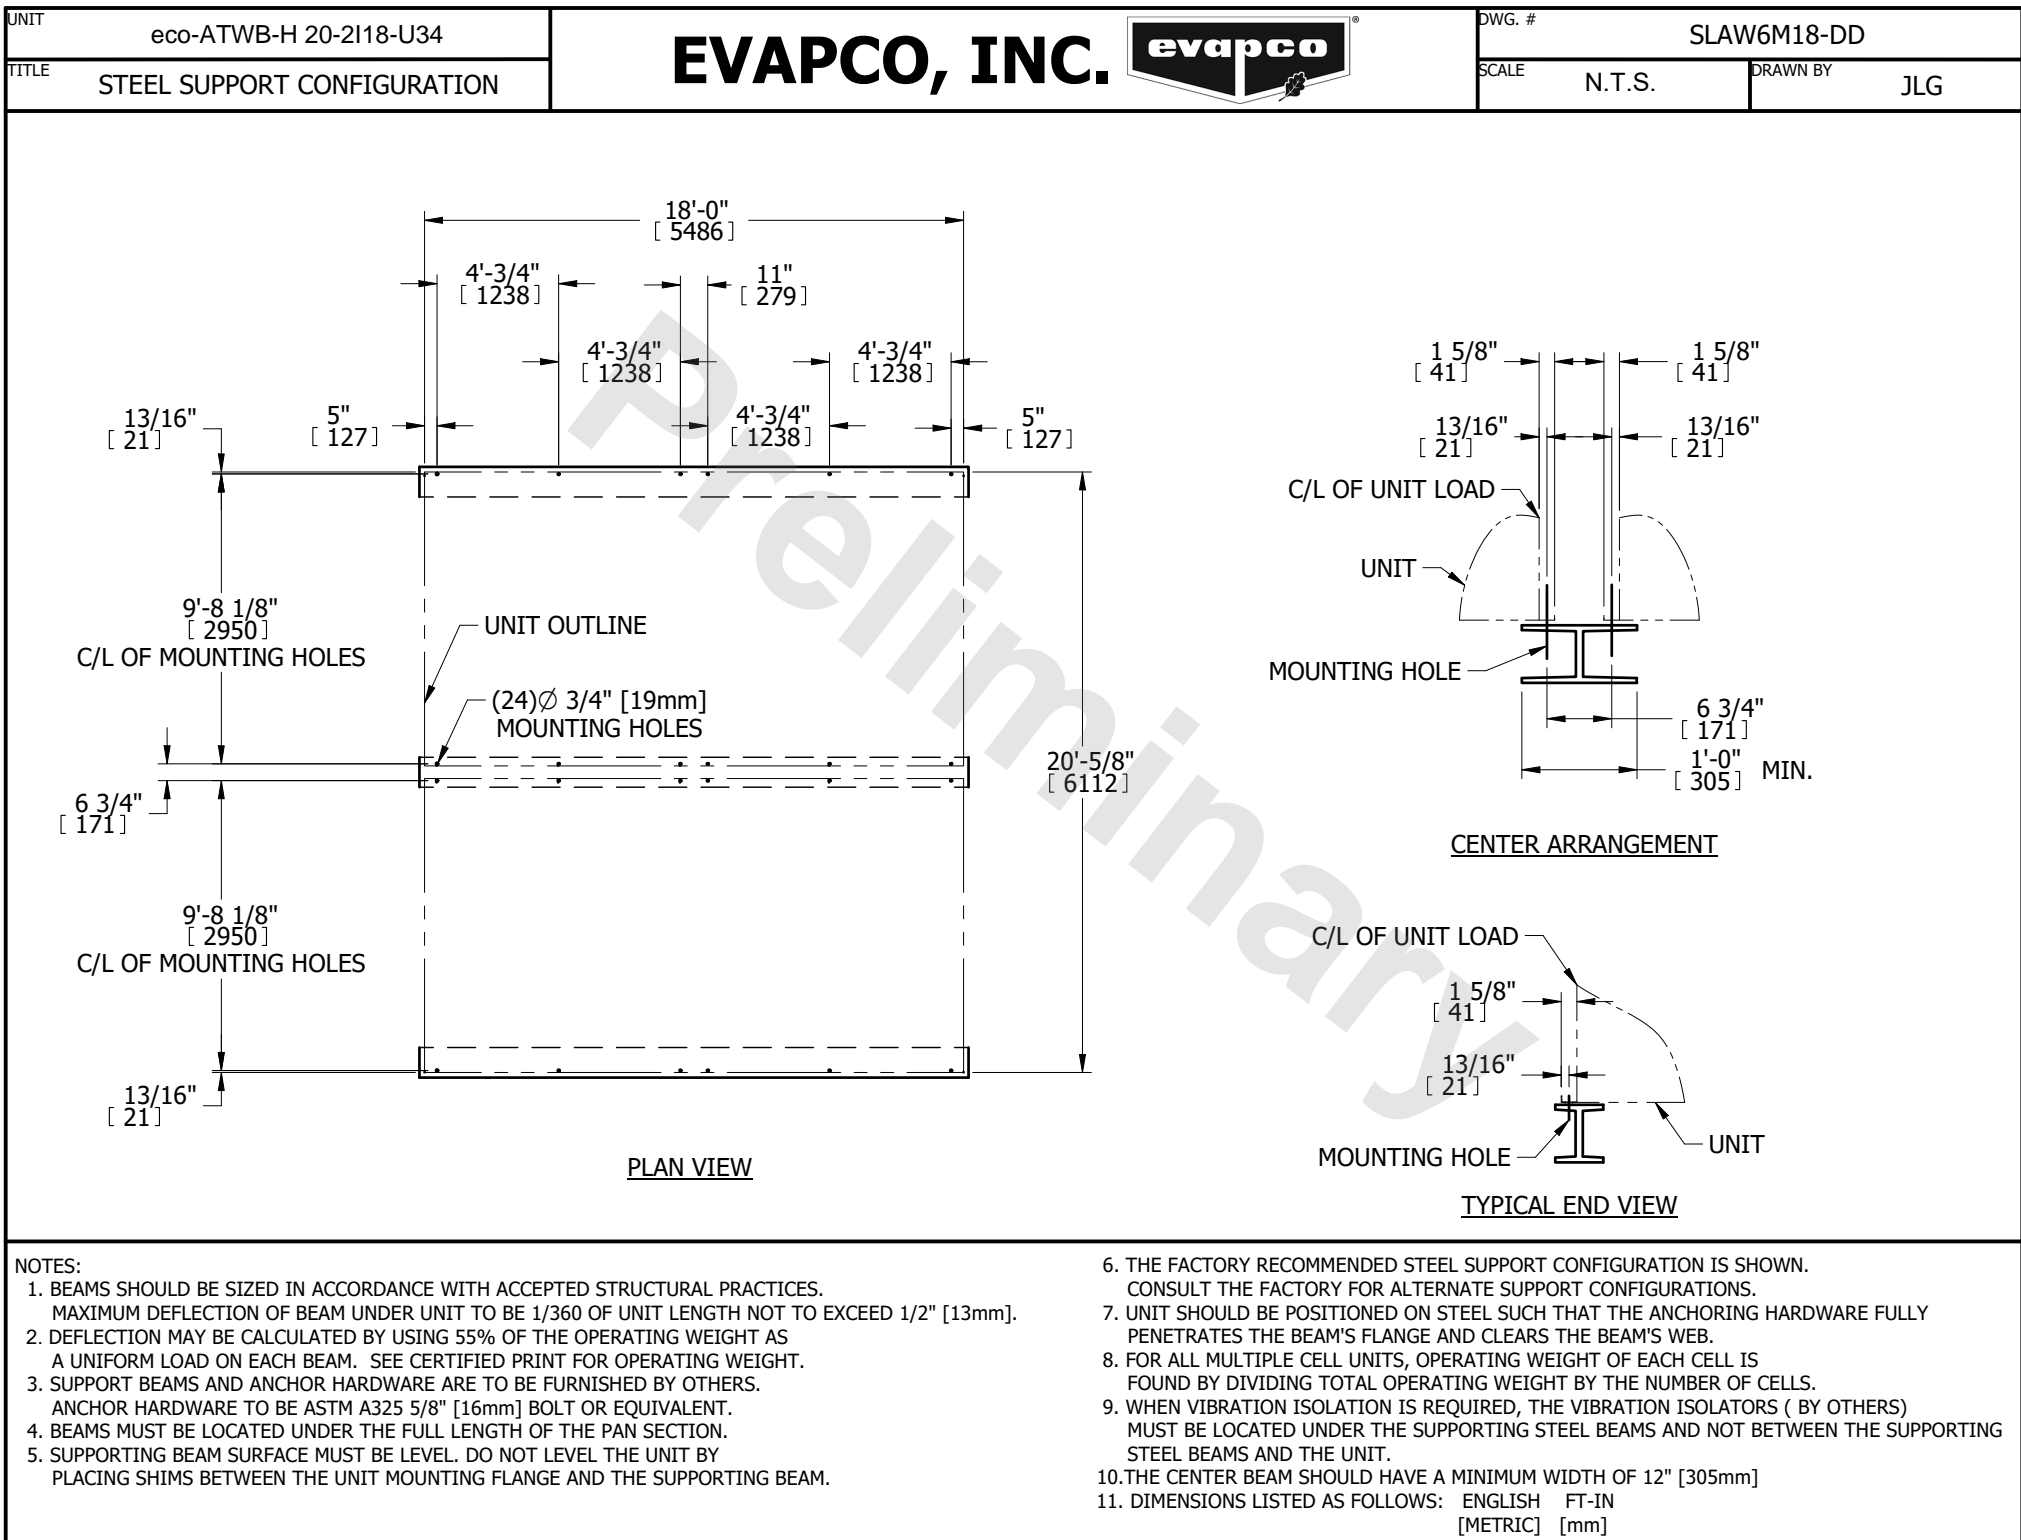 UNIT
eco-ATWB-H 20-2I18-U34
TITLE
STEEL SUPPORT CONFIGURATION
EVAPCO, INC.
evapco
®
DWG. #
SLAW6M18-DD
SCALE
N.T.S.
DRAWN BY
JLG
18'-0"
[ 5486 ]
4'-3/4"
[ 1238 ]
11"
[ 279 ]
4'-3/4"
[ 1238 ]
4'-3/4"
[ 1238 ]
13/16"
[ 21 ]
5"
[ 127 ]
4'-3/4"
[ 1238 ]
5"
[ 127 ]
9'-8 1/8"
[ 2950 ]
C/L OF MOUNTING HOLES
UNIT OUTLINE
(24)∅ 3/4" [19mm]
MOUNTING HOLES
6 3/4"
[ 171 ]
20'-5/8"
[ 6112 ]
9'-8 1/8"
[ 2950 ]
C/L OF MOUNTING HOLES
13/16"
[ 21 ]
PLAN VIEW
Preliminary
1 5/8"
[ 41 ]
1 5/8"
[ 41 ]
13/16"
[ 21 ]
13/16"
[ 21 ]
C/L OF UNIT LOAD
UNIT
MOUNTING HOLE
6 3/4"
[ 171 ]
1'-0"
[ 305 ]
MIN.
CENTER ARRANGEMENT
C/L OF UNIT LOAD
1 5/8"
[ 41 ]
13/16"
[ 21 ]
MOUNTING HOLE
UNIT
TYPICAL END VIEW
NOTES:
1. BEAMS SHOULD BE SIZED IN ACCORDANCE WITH ACCEPTED STRUCTURAL PRACTICES.
MAXIMUM DEFLECTION OF BEAM UNDER UNIT TO BE 1/360 OF UNIT LENGTH NOT TO EXCEED 1/2" [13mm].
2. DEFLECTION MAY BE CALCULATED BY USING 55% OF THE OPERATING WEIGHT AS
A UNIFORM LOAD ON EACH BEAM. SEE CERTIFIED PRINT FOR OPERATING WEIGHT.
3. SUPPORT BEAMS AND ANCHOR HARDWARE ARE TO BE FURNISHED BY OTHERS.
ANCHOR HARDWARE TO BE ASTM A325 5/8" [16mm] BOLT OR EQUIVALENT.
4. BEAMS MUST BE LOCATED UNDER THE FULL LENGTH OF THE PAN SECTION.
5. SUPPORTING BEAM SURFACE MUST BE LEVEL. DO NOT LEVEL THE UNIT BY
PLACING SHIMS BETWEEN THE UNIT MOUNTING FLANGE AND THE SUPPORTING BEAM.
6. THE FACTORY RECOMMENDED STEEL SUPPORT CONFIGURATION IS SHOWN.
CONSULT THE FACTORY FOR ALTERNATE SUPPORT CONFIGURATIONS.
7. UNIT SHOULD BE POSITIONED ON STEEL SUCH THAT THE ANCHORING HARDWARE FULLY
PENETRATES THE BEAM'S FLANGE AND CLEARS THE BEAM'S WEB.
8. FOR ALL MULTIPLE CELL UNITS, OPERATING WEIGHT OF EACH CELL IS
FOUND BY DIVIDING TOTAL OPERATING WEIGHT BY THE NUMBER OF CELLS.
9. WHEN VIBRATION ISOLATION IS REQUIRED, THE VIBRATION ISOLATORS ( BY OTHERS)
MUST BE LOCATED UNDER THE SUPPORTING STEEL BEAMS AND NOT BETWEEN THE SUPPORTING
STEEL BEAMS AND THE UNIT.
10.THE CENTER BEAM SHOULD HAVE A MINIMUM WIDTH OF 12" [305mm]
11. DIMENSIONS LISTED AS FOLLOWS: ENGLISH FT-IN
[METRIC] [mm]